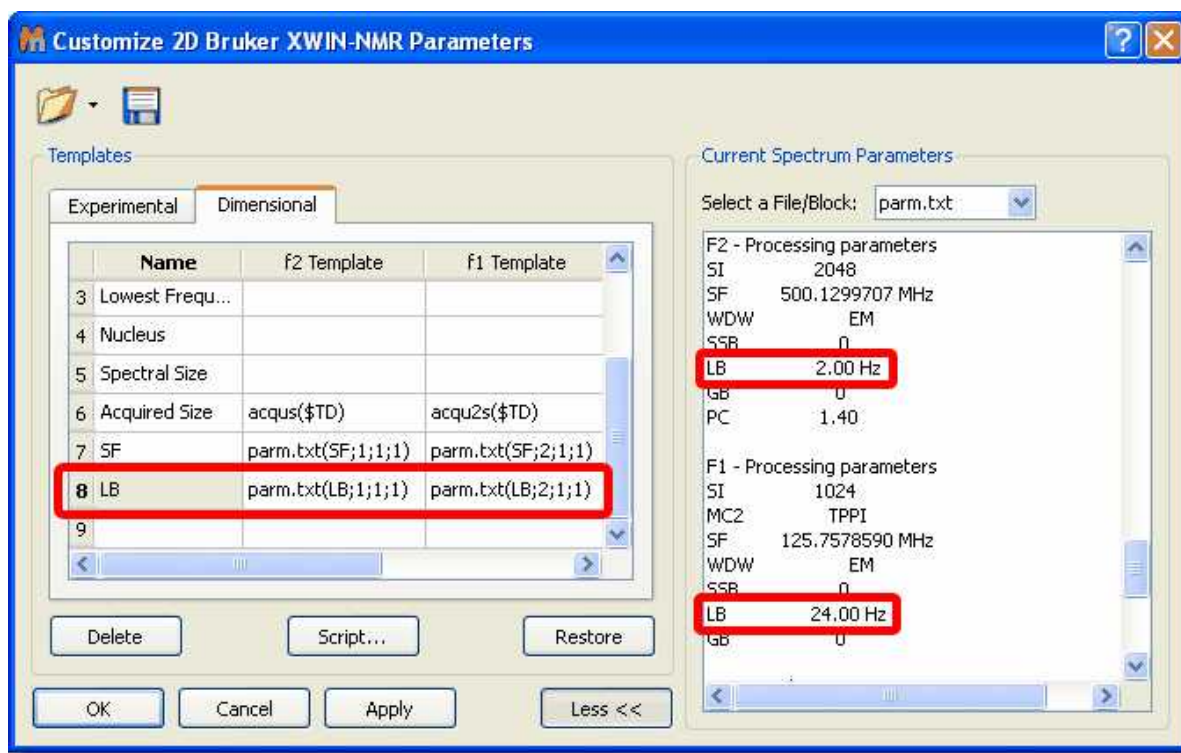 Customize 2D Bruker XWIN-NMR Parameters
Templates
Experimental Dimensional
Name f2 Template f1 Template
3 Lowest Frequ...
4 Nucleus
5 Spectral Size
6 Acquired Size acqus($TD) acqu2s($TD)
7 SF parm.txt(SF;1;1;1) parm.txt(SF;2;1;1)
8 LB parm.txt(LB;1;1;1) parm.txt(LB;2;1;1)
9
Delete Script... Restore
OK Cancel Apply Less <<
Current Spectrum Parameters
Select a File/Block: parm.txt
F2 - Processing parameters
SI 2048
SF 500.1299707 MHz
WDW EM
SSB 0
LB 2.00 Hz
GB 0
PC 1.40
F1 - Processing parameters
SI 1024
MC2 TPPI
SF 125.7578590 MHz
WDW EM
SSB 0
LB 24.00 Hz
GB 0